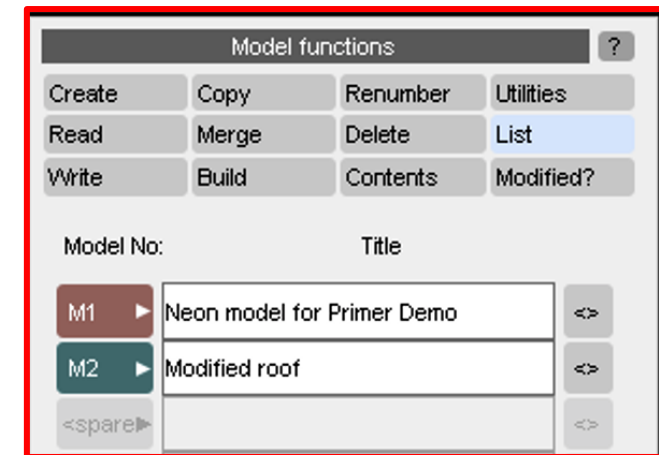 Model functions ?
Create Copy Renumber Utilities
Read Merge Delete List
Write Build Contents Modified?
Model No: Title
M1 Neon model for Primer Demo <>
M2 Modified roof <>
<spare <>